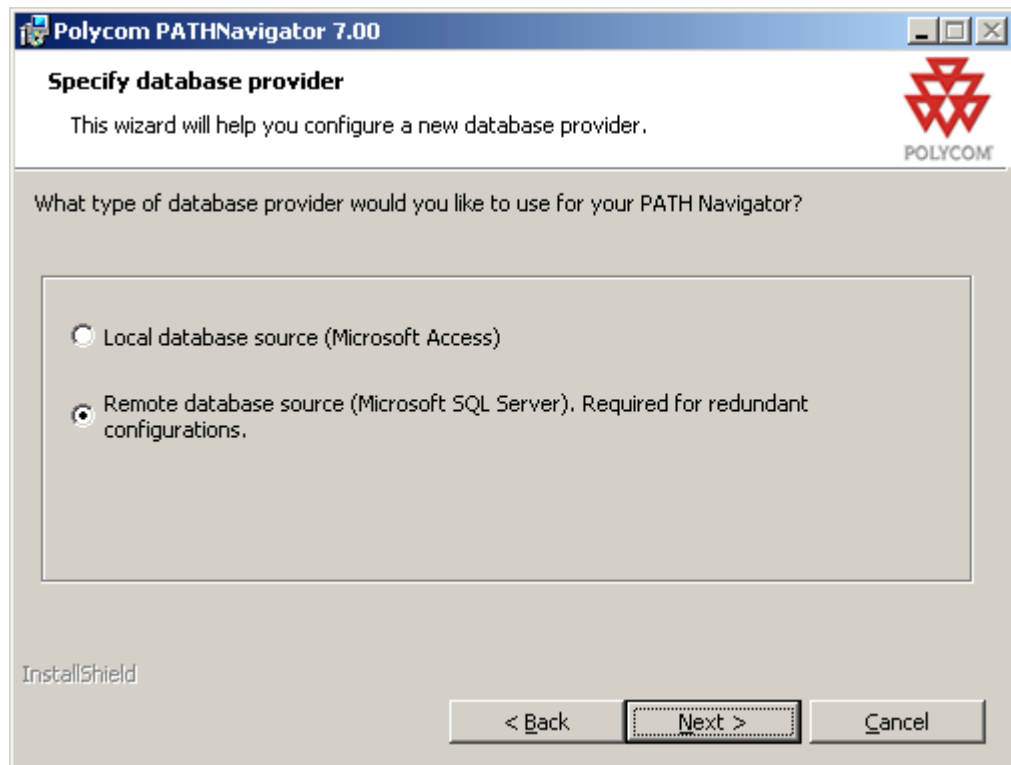 Polycom PATHNavigator 7.00
Specify database provider
This wizard will help you configure a new database provider.
POLYCOM
What type of database provider would you like to use for your PATH Navigator?
Local database source (Microsoft Access)
Remote database source (Microsoft SQL Server). Required for redundant
configurations.
InstallShield
< Back
Next >
Cancel